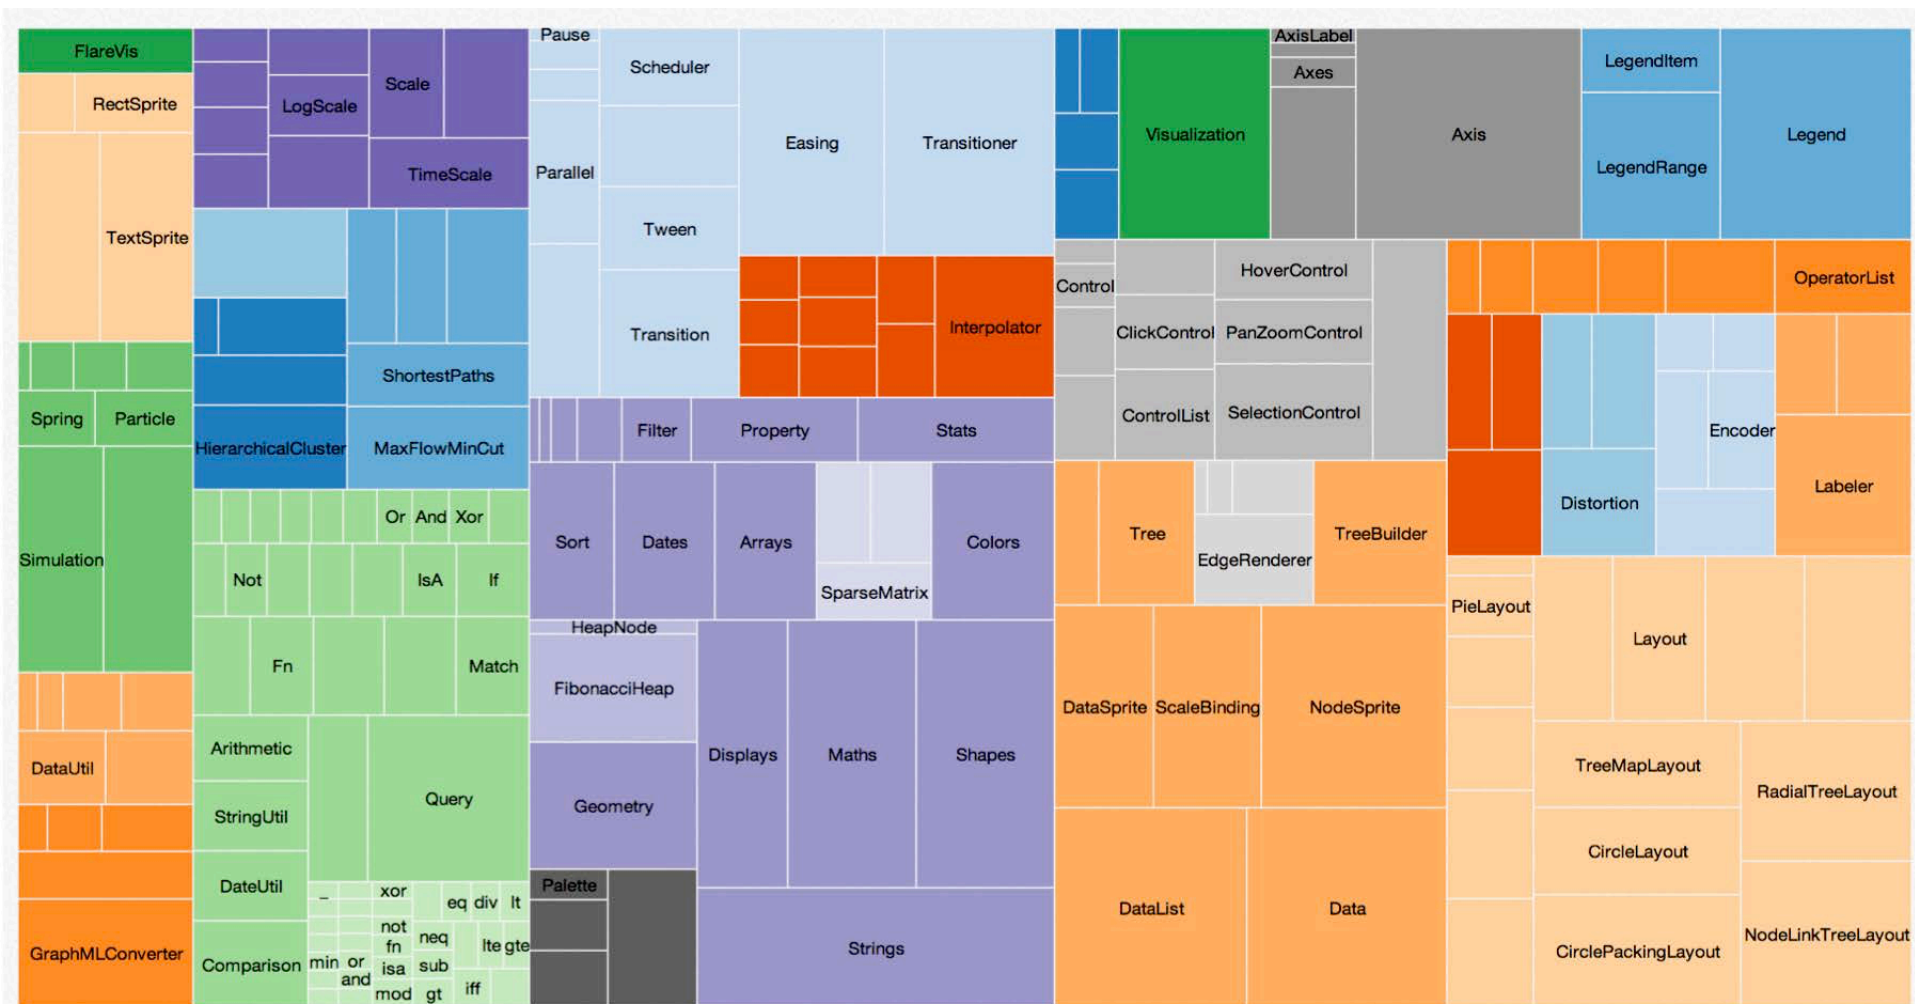 FlareVis
RectSprite
TextSprite
Spring
Particle
Simulation
DataUtil
GraphMLConverter
Scale
LogScale
TimeScale
ShortestPaths
HierarchicalCluster
MaxFlowMinCut
Or
And
Xor
Not
IsA
If
Fn
Match
Arithmetic
StringUtil
DateUtil
Comparison
Query
_
xor
eq
div
lt
not
fn
neq
lte
gte
min
or
and
isa
sub
mod
gt
iff
Pause
Scheduler
Parallel
Tween
Transition
Easing
Transitioner
Interpolator
Filter
Property
Stats
Sort
Dates
Arrays
SparseMatrix
Colors
HeapNode
FibonacciHeap
Geometry
Displays
Maths
Shapes
Palette
Strings
Visualization
AxisLabel
Axes
Axis
LegendItem
LegendRange
Legend
Control
HoverControl
ClickControl
PanZoomControl
ControlList
SelectionControl
OperatorList
Encoder
Distortion
Labeler
Tree
EdgeRenderer
TreeBuilder
DataSprite
ScaleBinding
NodeSprite
DataList
Data
PieLayout
Layout
TreeMapLayout
RadialTreeLayout
CircleLayout
CirclePackingLayout
NodeLinkTreeLayout